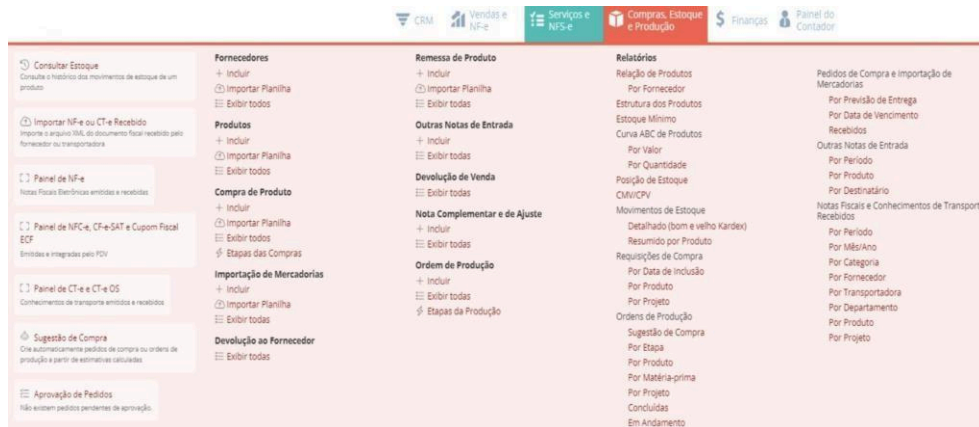 CRM
Vendas e
NF-e
Serviços e
NFS-e
Compras, Estoque
e Produção
Finanças
Painel do
Contador
Consultar Estoque
Consulte o histórico dos movimentos de estoque de um
produto
Importar NF-e ou CT-e Recebido
Importe o arquivo XML do documento fiscal recebido pelo
fornecedor ou transportadora
Painel de NF-e
Notas Fiscais Eletrônicas emitidas e recebidas
Painel de NFC-e, CF-e-SAT e Cupom Fiscal
ECF
Emitidas e integradas pelo PDV
Painel de CT-e e CT-e OS
Conhecimentos de transporte emitidos e recebidos
Sugestão de Compra
Crie automaticamente pedidos de compra ou ordens de
produção a partir de estimativas calculadas
Aprovação de Pedidos
Não existem pedidos pendentes de aprovação.
Fornecedores
+ Incluir
Importar Planilha
Exibir todos
Produtos
+ Incluir
Importar Planilha
Exibir todos
Compra de Produto
+ Incluir
Importar Planilha
Exibir todos
Etapas das Compras
Importação de Mercadorias
+ Incluir
Importar Planilha
Exibir todas
Devolução ao Fornecedor
Exibir todas
Remessa de Produto
+ Incluir
Importar Planilha
Exibir todas
Outras Notas de Entrada
+ Incluir
Exibir todas
Devolução de Venda
Exibir todas
Nota Complementar e de Ajuste
+ Incluir
Exibir todas
Ordem de Produção
+ Incluir
Exibir todas
Etapas da Produção
Relatórios
Relação de Produtos
Por Fornecedor
Estrutura dos Produtos
Estoque Mínimo
Curva ABC de Produtos
Por Valor
Por Quantidade
Posição de Estoque
CMV/CPV
Movimentos de Estoque
Detalhado (bom e velho Kardex)
Resumido por Produto
Requisições de Compra
Por Data de Inclusão
Por Produto
Por Projeto
Ordens de Produção
Sugestão de Compra
Por Etapa
Por Produto
Por Matéria-prima
Por Projeto
Concluídas
Em Andamento
Pedidos de Compra e Importação de
Mercadorias
Por Previsão de Entrega
Por Data de Vencimento
Recebidos
Outras Notas de Entrada
Por Período
Por Produto
Por Destinatário
Notas Fiscais e Conhecimentos de Transport
Recebidos
Por Período
Por Mês/Ano
Por Categoria
Por Fornecedor
Por Transportadora
Por Departamento
Por Produto
Por Projeto